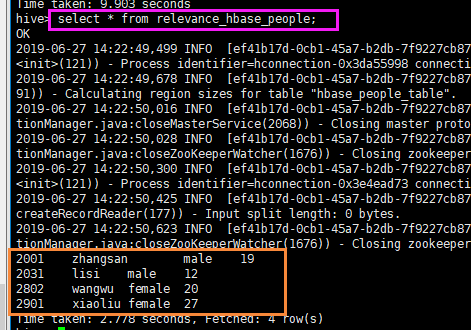 Time taken: 9.903 seconds
hive> select * from relevance_hbase_people;
OK
2019-06-27 14:22:49,499 INFO  [ef41b17d-0cb1-45a7-b2db-7f9227cb87
<init>(121)) - Process identifier=hconnection-0x3da55998 connecti
2019-06-27 14:22:49,678 INFO  [ef41b17d-0cb1-45a7-b2db-7f9227cb87
91)) - Calculating region sizes for table "hbase_people_table".
2019-06-27 14:22:50,016 INFO  [ef41b17d-0cb1-45a7-b2db-7f9227cb87
tionManager.java:closeMasterService(2068)) - Closing master proto
2019-06-27 14:22:50,028 INFO  [ef41b17d-0cb1-45a7-b2db-7f9227cb87
tionManager.java:closeZooKeeperWatcher(1676)) - Closing zookeeper
2019-06-27 14:22:50,300 INFO  [ef41b17d-0cb1-45a7-b2db-7f9227cb87
<init>(121)) - Process identifier=hconnection-0x3e4ead73 connecti
2019-06-27 14:22:50,425 INFO  [ef41b17d-0cb1-45a7-b2db-7f9227cb87
createRecordReader(177)) - Input split length: 0 bytes.
2019-06-27 14:22:50,623 INFO  [ef41b17d-0cb1-45a7-b2db-7f9227cb87
tionManager.java:closeZooKeeperWatcher(1676)) - Closing zookeeper
2001 zhangsan male 19
2031 lisi male 12
2802 wangwu female 20
2901 xiaoliu female 27
Time taken: 2.778 seconds, Fetched: 4 row(s)